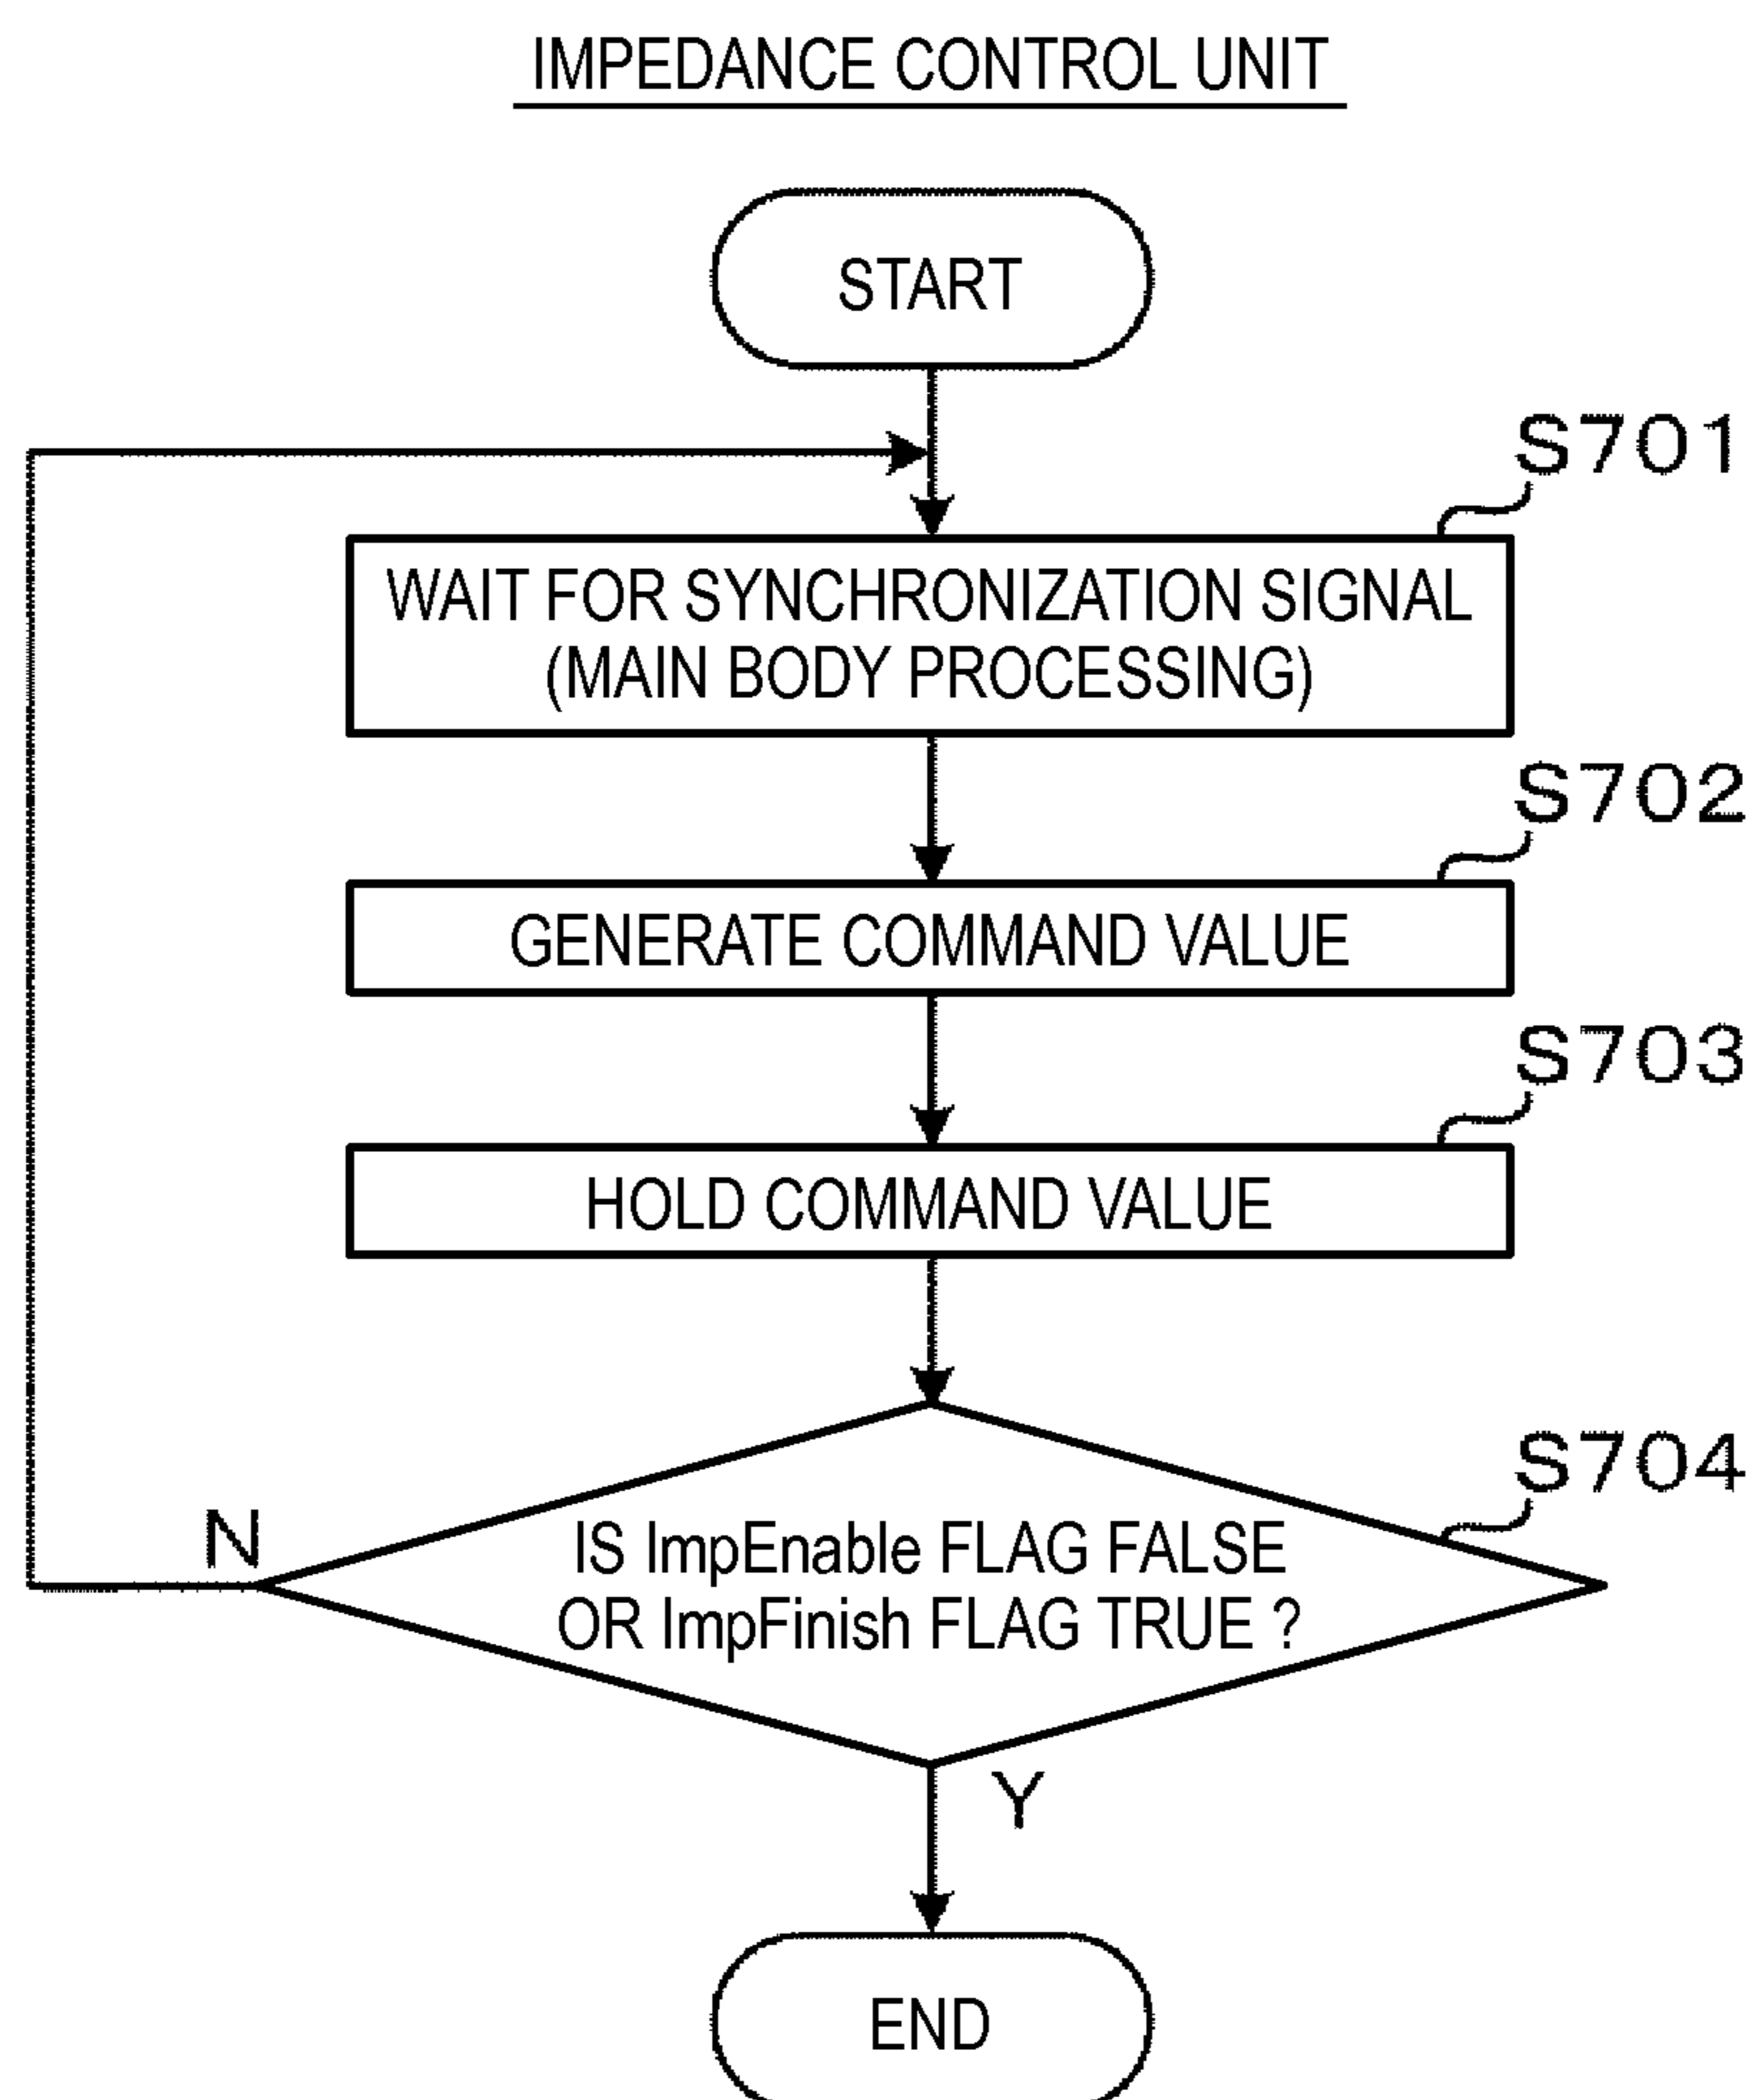 IMPEDANCE CONTROL UNIT
START
S701
WAIT FOR SYNCHRONIZATION SIGNAL
(MAIN BODY PROCESSING)
S702
GENERATE COMMAND VALUE
S703
HOLD COMMAND VALUE
S704
N
IS ImpEnable FLAG FALSE
OR ImpFinish FLAG TRUE ?
Y
END